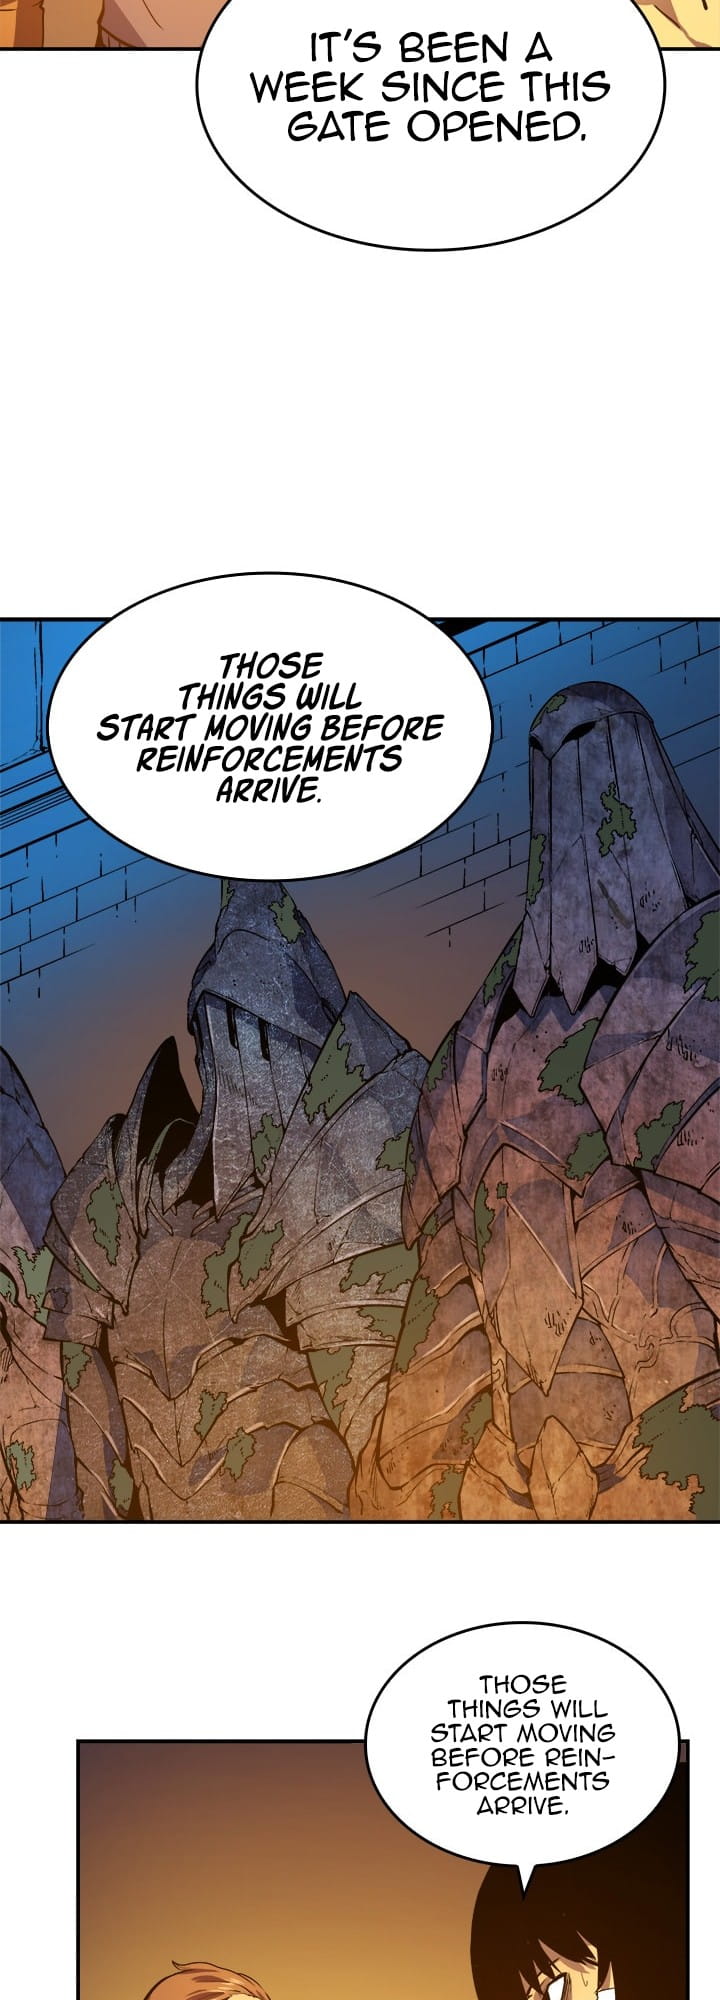 IT'S BEEN A
WEEK SINCE THIS
GATE OPENED.
THOSE
THINGS WILL
START MOVING BEFORE
REINFORCEMENTS
ARRIVE.
THOSE
THINGS WILL
START MOVING
BEFORE REIN-
FORCEMENTS
ARRIVE.